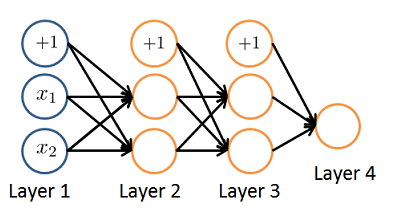 +1 +1 +1
x₁
x₂
Layer 1 Layer 2 Layer 3 Layer 4